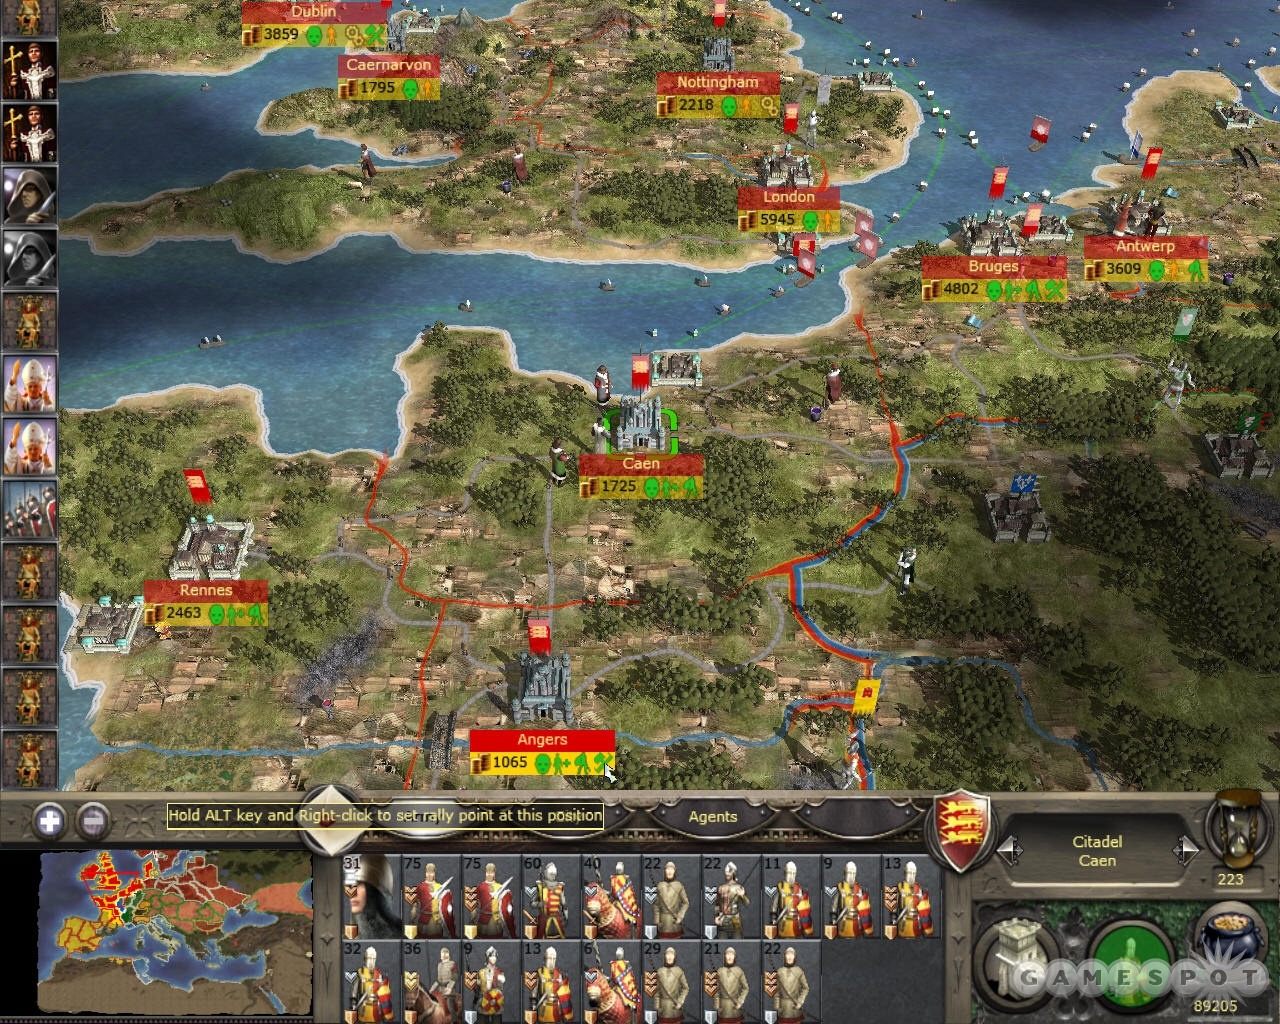 Dublin
3859
Caernarvon
1795
Nottingham
2218
London
5945
Bruges
4802
Antwerp
3609
Caen
1725
Rennes
2463
Angers
1065
Hold ALT key and Right-click to set rally point at this position
Agents
Citadel
Caen
223
31 75 75 60 40 22 22 11 9 13
32 36 9 13 6 29 21 22
GAMESPOT
89205